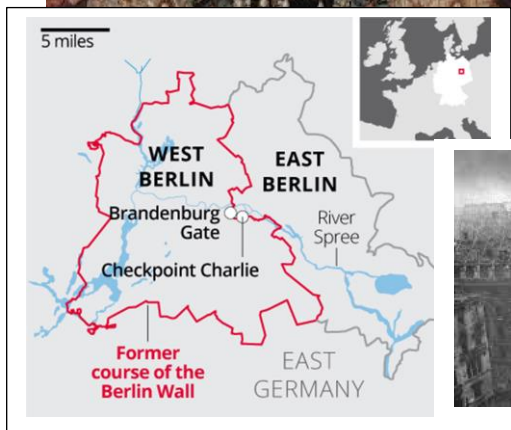 5 miles
WEST
BERLIN
EAST
BERLIN
Brandenburg
Gate
River
Spree
Checkpoint Charlie
Former
course of the
Berlin Wall
EAST
GERMANY